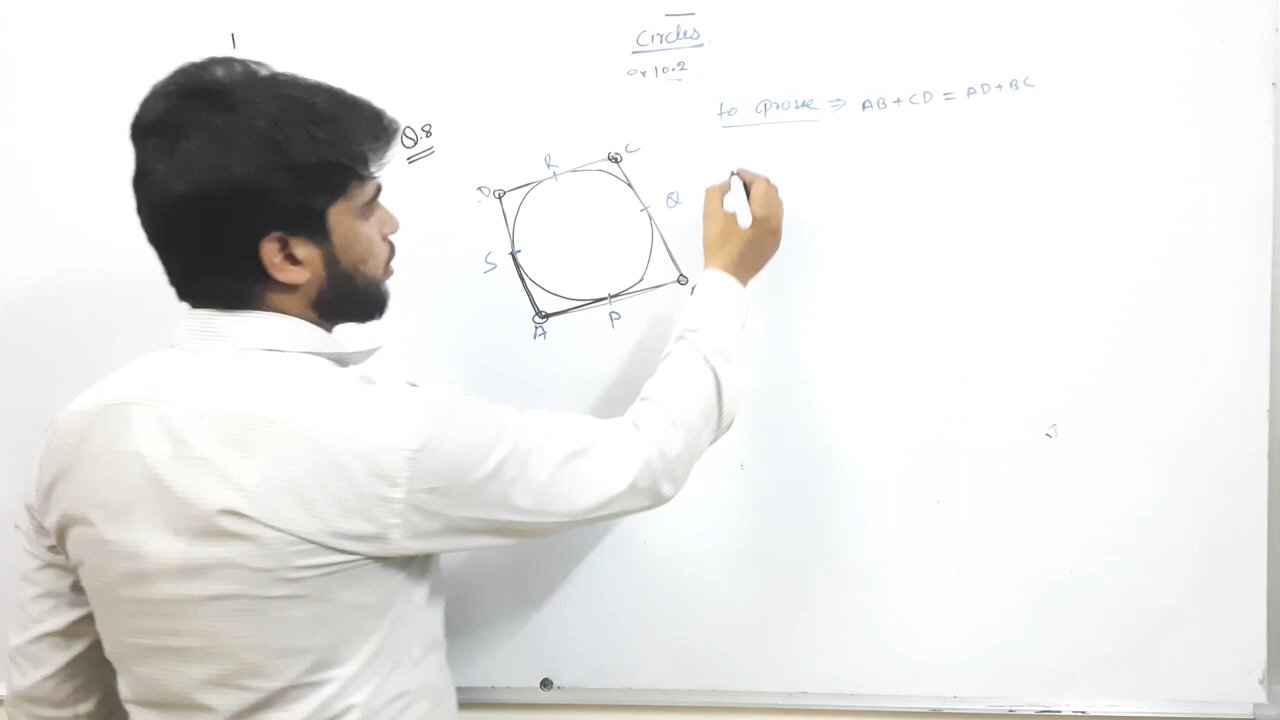 Circles
Ex 10.2
to prove ⇒ AB+CD = AD+BC
Q.8
R
C
D
Q
S
A
P